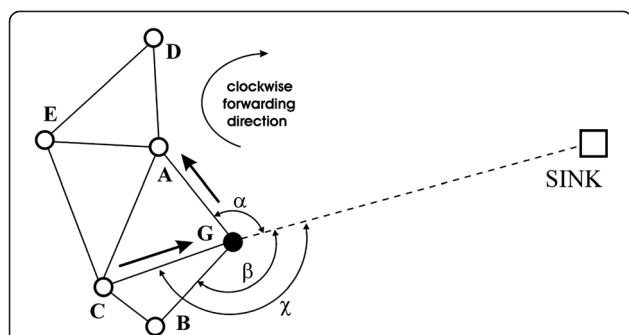 D
clockwise
forwarding
direction
E
A
SINK
α
G
β
χ
C
B